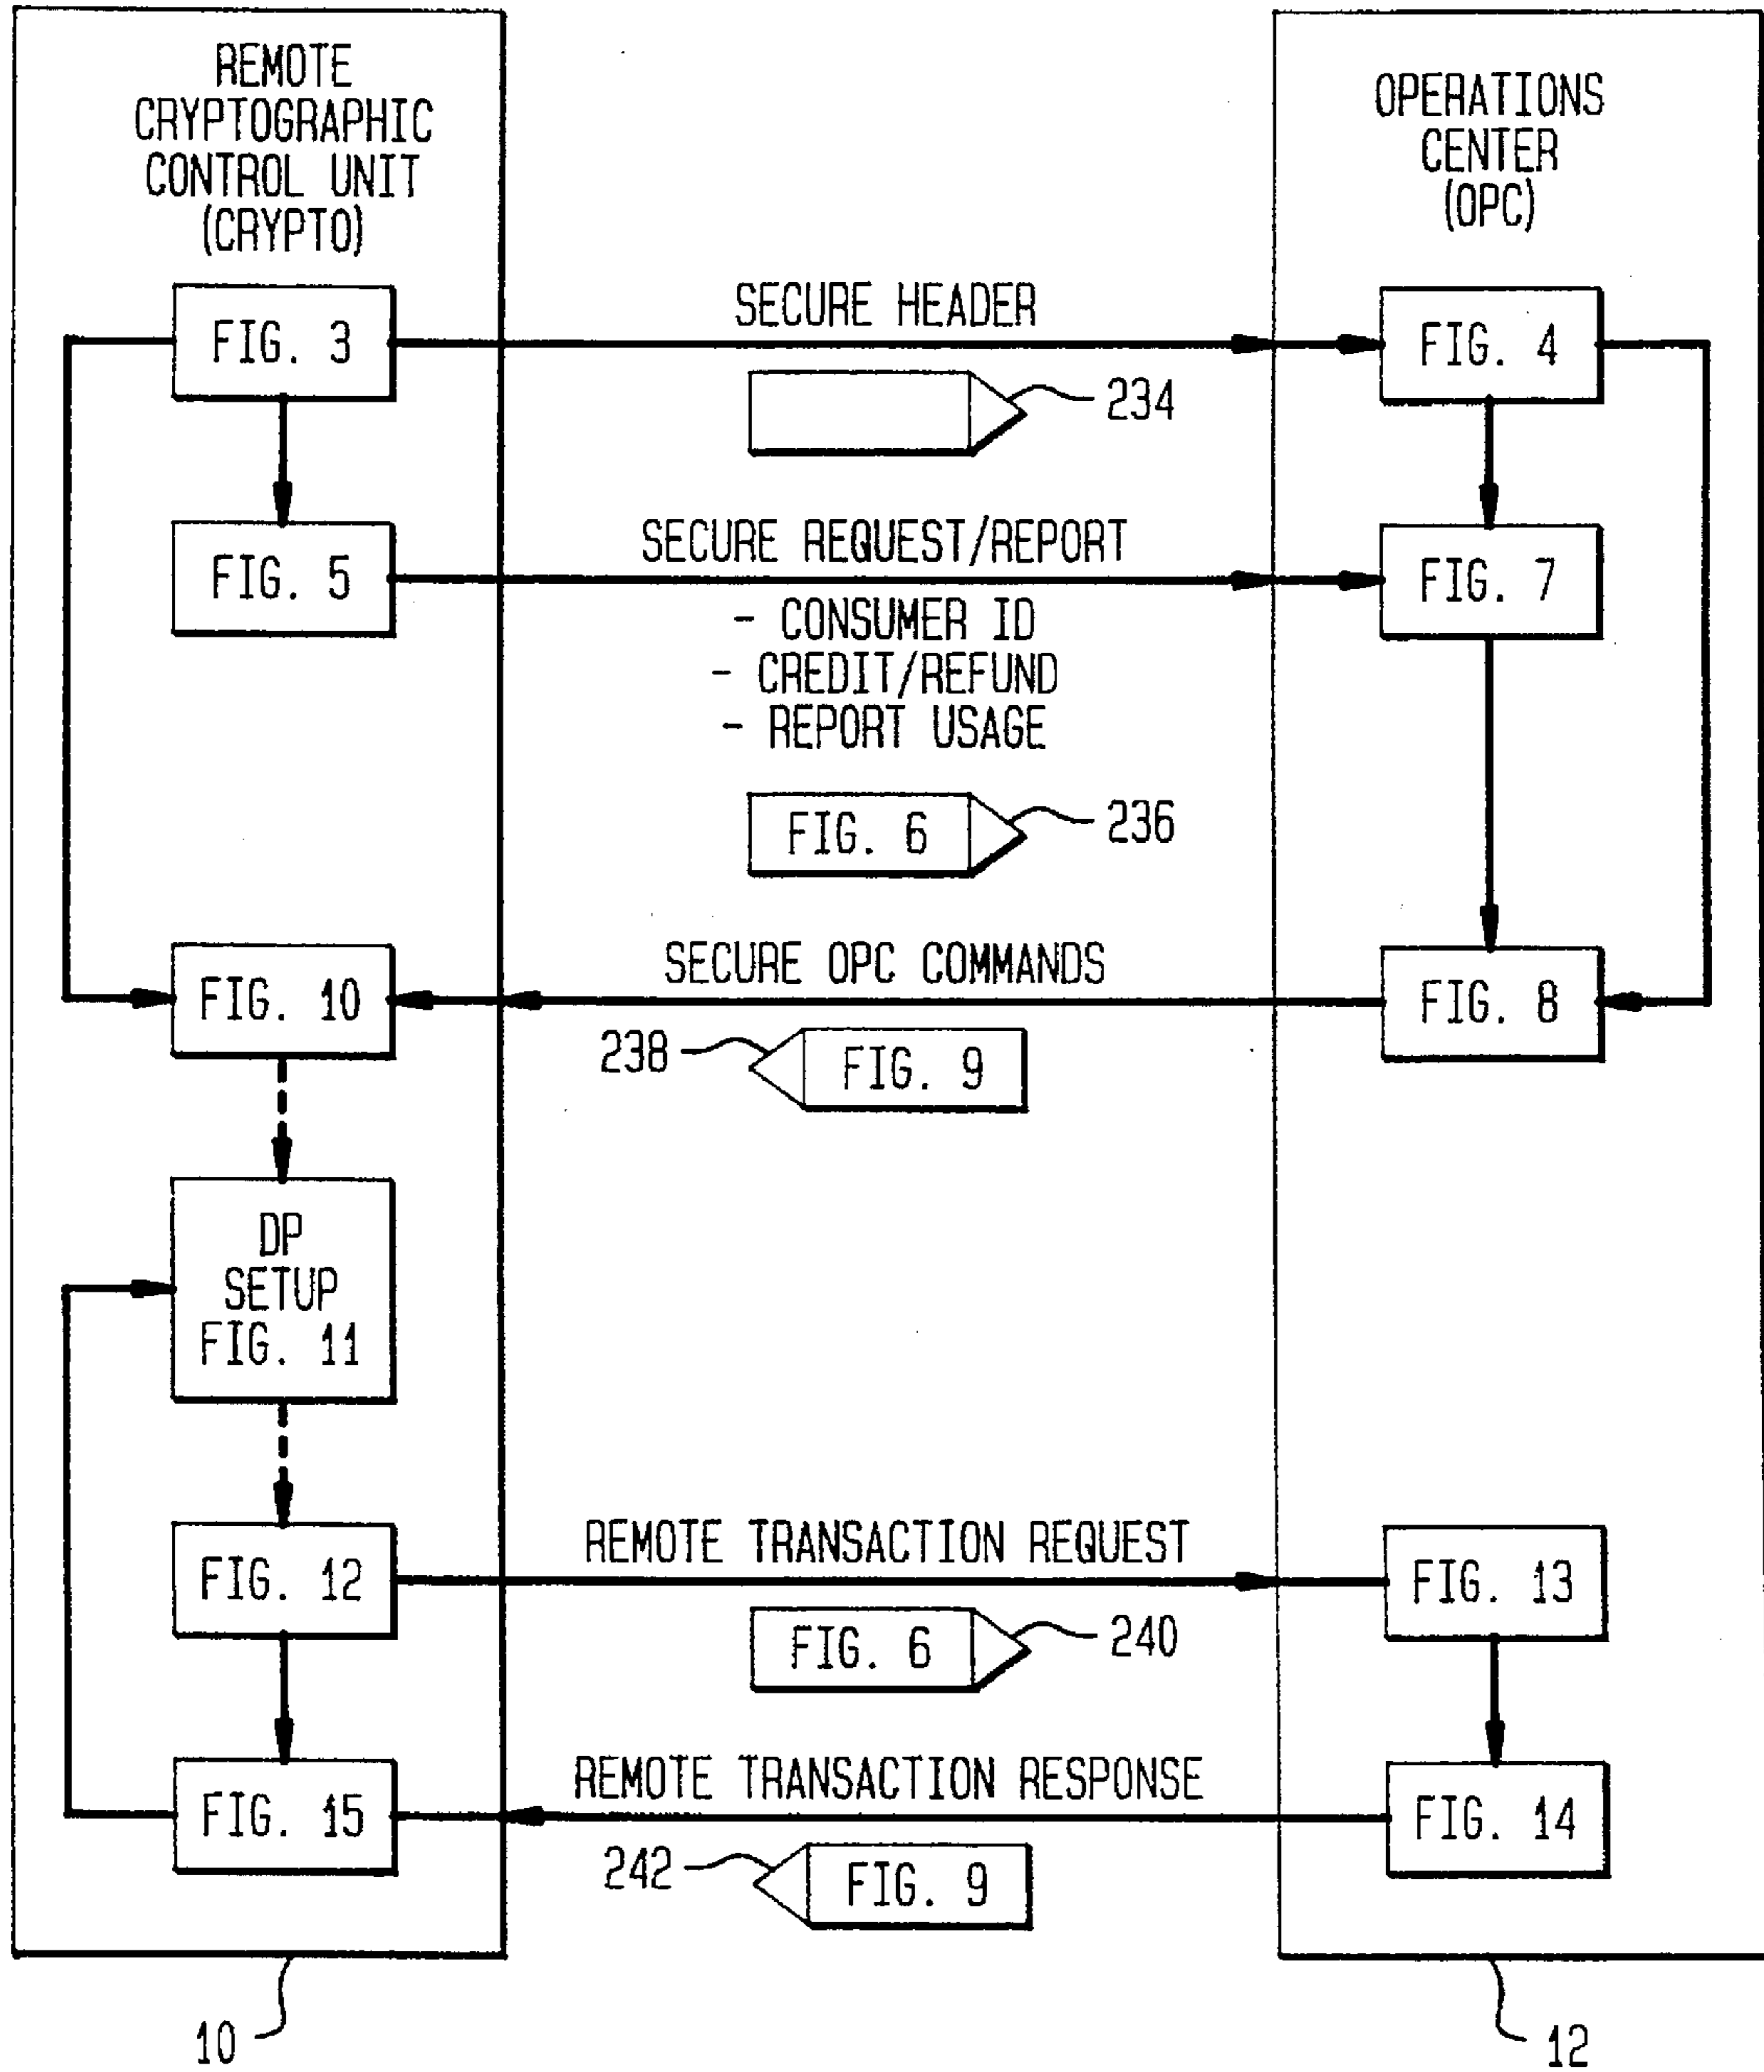 REMOTE
CRYPTOGRAPHIC
CONTROL UNIT
(CRYPTO)
OPERATIONS
CENTER
(OPC)
FIG. 3
SECURE HEADER
FIG. 4
234
FIG. 5
SECURE REQUEST/REPORT
- CONSUMER ID
- CREDIT/REFUND
- REPORT USAGE
FIG. 7
FIG. 6
236
FIG. 10
SECURE OPC COMMANDS
FIG. 8
238
FIG. 9
DP
SETUP
FIG. 11
FIG. 12
REMOTE TRANSACTION REQUEST
FIG. 13
FIG. 6
240
FIG. 15
REMOTE TRANSACTION RESPONSE
FIG. 14
242
FIG. 9
10
12